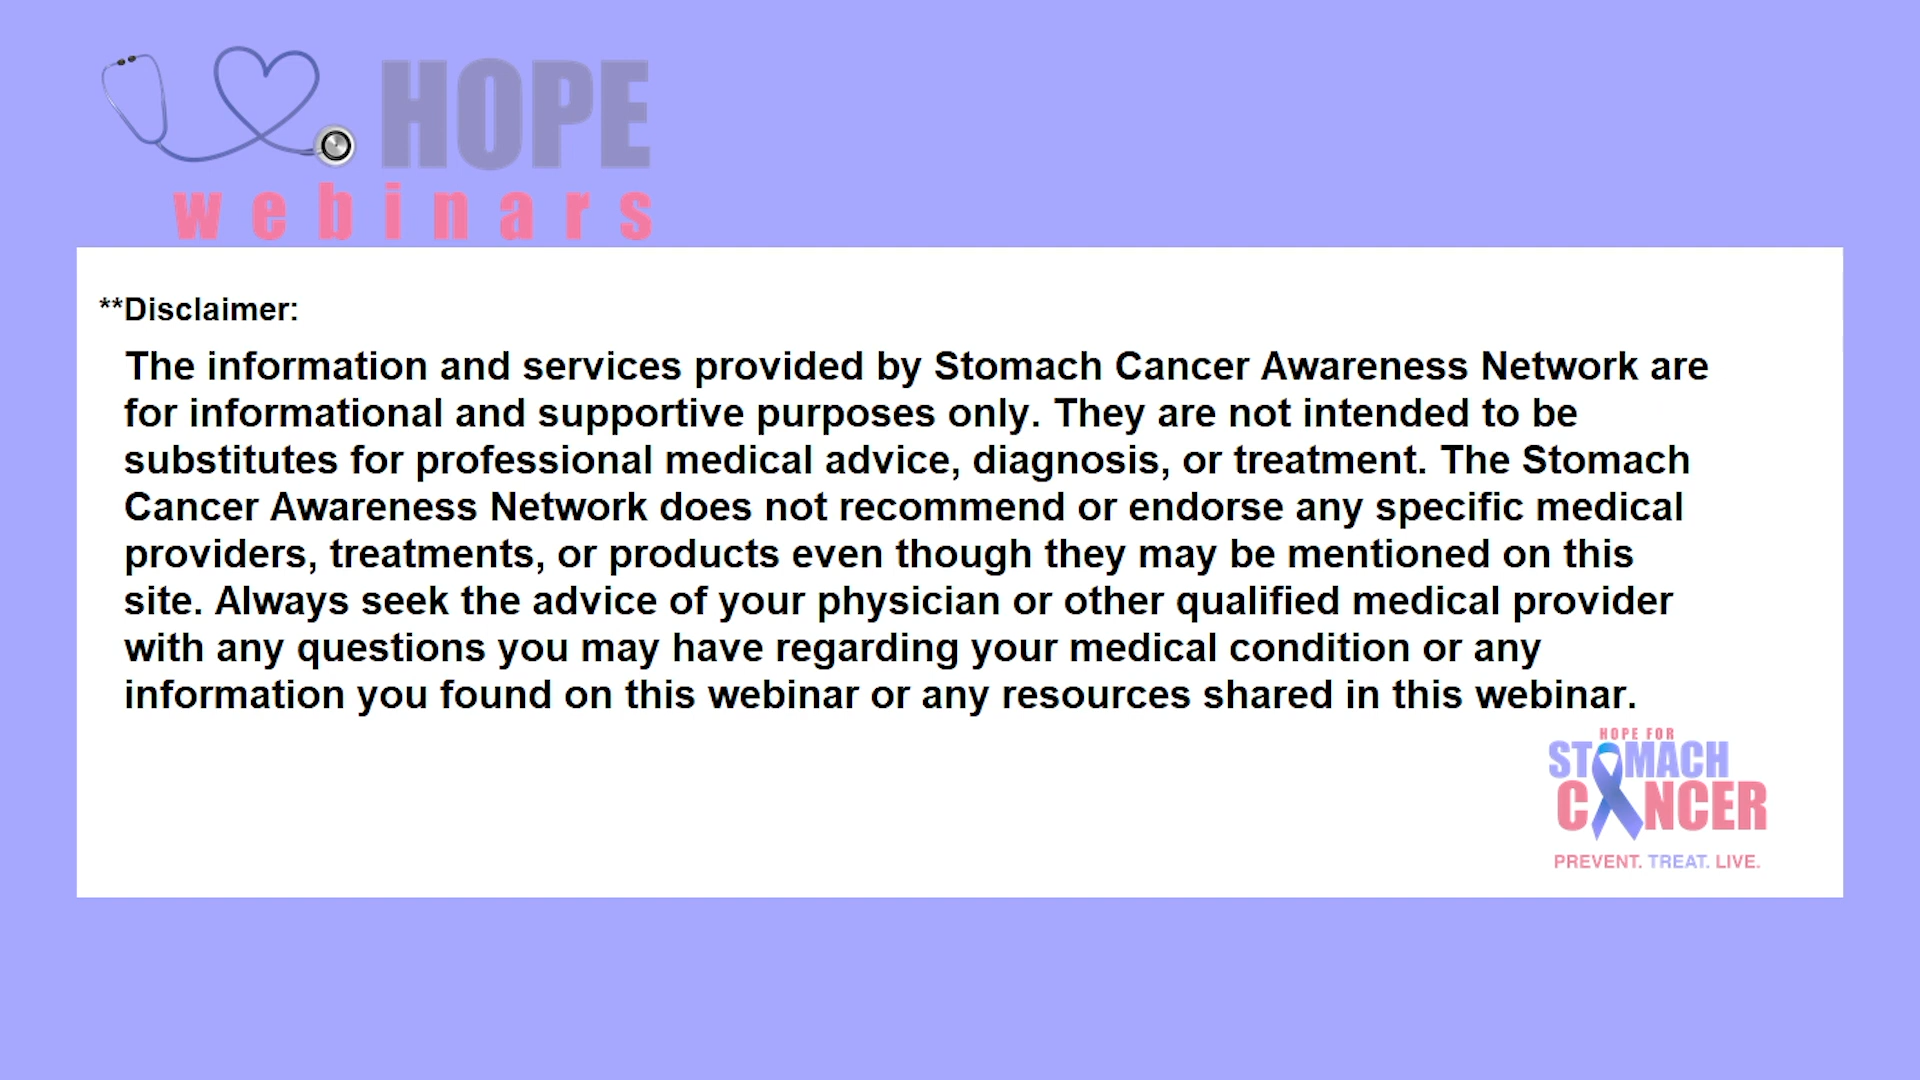 HOPE
webinars
**Disclaimer:
The information and services provided by Stomach Cancer Awareness Network are
for informational and supportive purposes only. They are not intended to be
substitutes for professional medical advice, diagnosis, or treatment. The Stomach
Cancer Awareness Network does not recommend or endorse any specific medical
providers, treatments, or products even though they may be mentioned on this
site. Always seek the advice of your physician or other qualified medical provider
with any questions you may have regarding your medical condition or any
information you found on this webinar or any resources shared in this webinar.
HOPE FOR
STOMACH
CANCER
PREVENT. TREAT. LIVE.